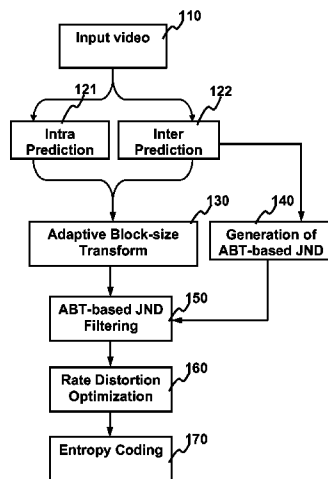 110
Input video
121
122
Intra
Prediction
Inter
Prediction
130
140
Adaptive Block-size
Transform
Generation of
ABT-based JND
150
ABT-based JND
Filtering
160
Rate Distortion
Optimization
170
Entropy Coding